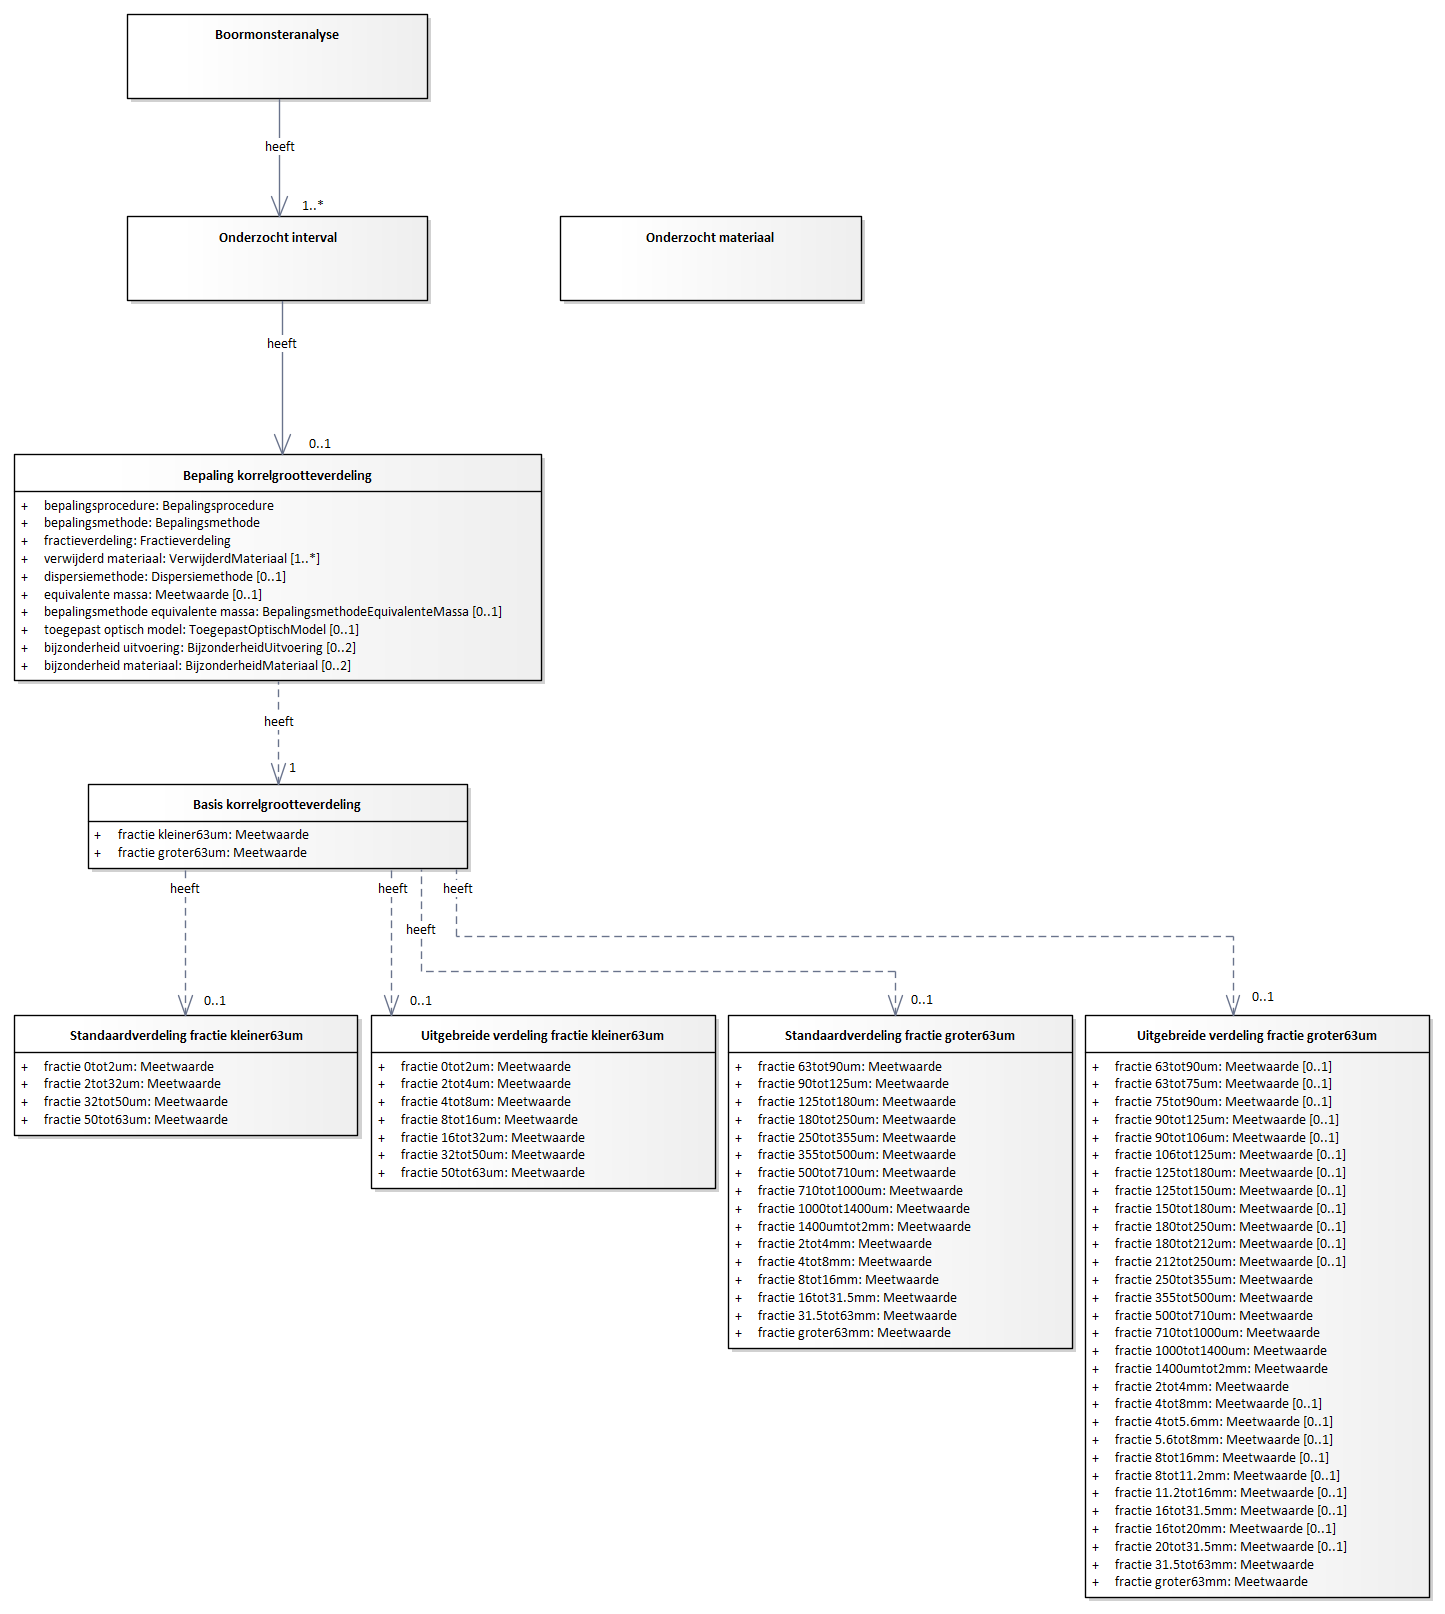 Boormonsteranalyse
heeft
1..*
Onderzocht interval
Onderzocht materiaal
heeft
0..1
Bepaling korrelgrootteverdeling
+ bepalingsprocedure: Bepalingsprocedure
+ bepalingsmethode: Bepalingsmethode
+ fractieverdeling: Fractieverdeling
+ verwijderd materiaal: VerwijderdMateriaal [1..*]
+ dispersiemethode: Dispersiemethode [0..1]
+ equivalente massa: Meetwaarde [0..1]
+ bepalingsmethode equivalente massa: BepalingsmethodeEquivalenteMassa [0..1]
+ toegepast optisch model: ToegepastOptischModel [0..1]
+ bijzonderheid uitvoering: BijzonderheidUitvoering [0..2]
+ bijzonderheid materiaal: BijzonderheidMateriaal [0..2]
heeft
1
Basis korrelgrootteverdeling
+ fractie kleiner63um: Meetwaarde
+ fractie groter63um: Meetwaarde
heeft
heeft
heeft
heeft
0..1
0..1
0..1
0..1
Standaardverdeling fractie kleiner63um
+ fractie 0tot2um: Meetwaarde
+ fractie 2tot32um: Meetwaarde
+ fractie 32tot50um: Meetwaarde
+ fractie 50tot63um: Meetwaarde
Uitgebreide verdeling fractie kleiner63um
+ fractie 0tot2um: Meetwaarde
+ fractie 2tot4um: Meetwaarde
+ fractie 4tot8um: Meetwaarde
+ fractie 8tot16um: Meetwaarde
+ fractie 16tot32um: Meetwaarde
+ fractie 32tot50um: Meetwaarde
+ fractie 50tot63um: Meetwaarde
Standaardverdeling fractie groter63um
+ fractie 63tot90um: Meetwaarde
+ fractie 90tot125um: Meetwaarde
+ fractie 125tot180um: Meetwaarde
+ fractie 180tot250um: Meetwaarde
+ fractie 250tot355um: Meetwaarde
+ fractie 355tot500um: Meetwaarde
+ fractie 500tot710um: Meetwaarde
+ fractie 710tot1000um: Meetwaarde
+ fractie 1000tot1400um: Meetwaarde
+ fractie 1400umtot2mm: Meetwaarde
+ fractie 2tot4mm: Meetwaarde
+ fractie 4tot8mm: Meetwaarde
+ fractie 8tot16mm: Meetwaarde
+ fractie 16tot31.5mm: Meetwaarde
+ fractie 31.5tot63mm: Meetwaarde
+ fractie groter63mm: Meetwaarde
Uitgebreide verdeling fractie groter63um
+ fractie 63tot90um: Meetwaarde [0..1]
+ fractie 63tot75um: Meetwaarde [0..1]
+ fractie 75tot90um: Meetwaarde [0..1]
+ fractie 90tot125um: Meetwaarde [0..1]
+ fractie 90tot106um: Meetwaarde [0..1]
+ fractie 106tot125um: Meetwaarde [0..1]
+ fractie 125tot180um: Meetwaarde [0..1]
+ fractie 125tot150um: Meetwaarde [0..1]
+ fractie 150tot180um: Meetwaarde [0..1]
+ fractie 180tot250um: Meetwaarde [0..1]
+ fractie 180tot212um: Meetwaarde [0..1]
+ fractie 212tot250um: Meetwaarde [0..1]
+ fractie 250tot355um: Meetwaarde
+ fractie 355tot500um: Meetwaarde
+ fractie 500tot710um: Meetwaarde
+ fractie 710tot1000um: Meetwaarde
+ fractie 1000tot1400um: Meetwaarde
+ fractie 1400umtot2mm: Meetwaarde
+ fractie 2tot4mm: Meetwaarde
+ fractie 4tot8mm: Meetwaarde [0..1]
+ fractie 4tot5.6mm: Meetwaarde [0..1]
+ fractie 5.6tot8mm: Meetwaarde [0..1]
+ fractie 8tot16mm: Meetwaarde [0..1]
+ fractie 8tot11.2mm: Meetwaarde [0..1]
+ fractie 11.2tot16mm: Meetwaarde [0..1]
+ fractie 16tot31.5mm: Meetwaarde [0..1]
+ fractie 16tot20mm: Meetwaarde [0..1]
+ fractie 20tot31.5mm: Meetwaarde [0..1]
+ fractie 31.5tot63mm: Meetwaarde
+ fractie groter63mm: Meetwaarde